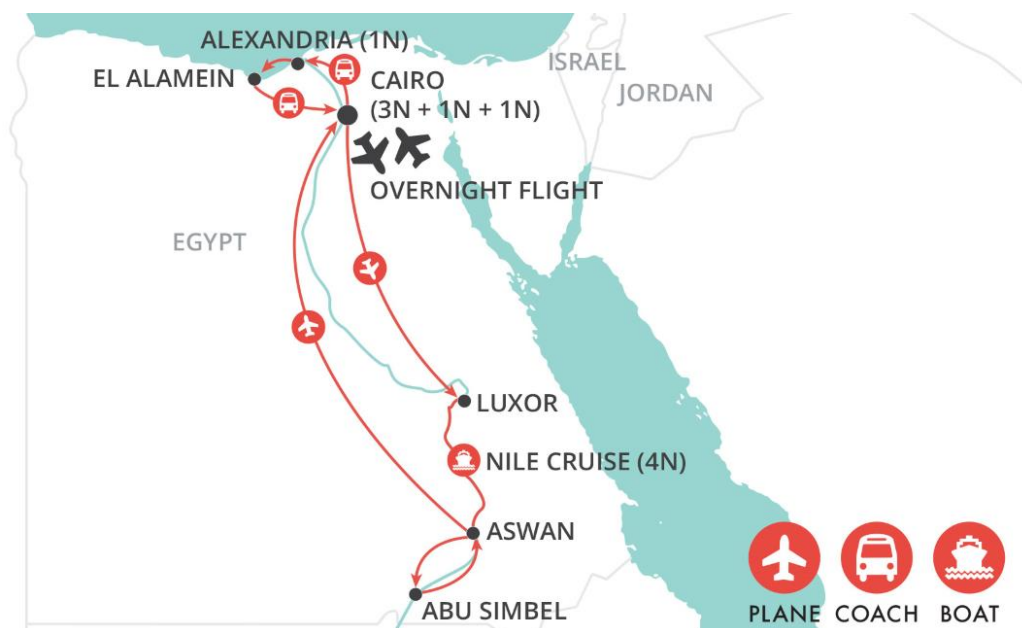 ALEXANDRIA (1N)
ISRAEL
EL ALAMEIN
CAIRO
(3N + 1N + 1N)
JORDAN
OVERNIGHT FLIGHT
EGYPT
LUXOR
NILE CRUISE (4N)
ASWAN
ABU SIMBEL
PLANE COACH BOAT